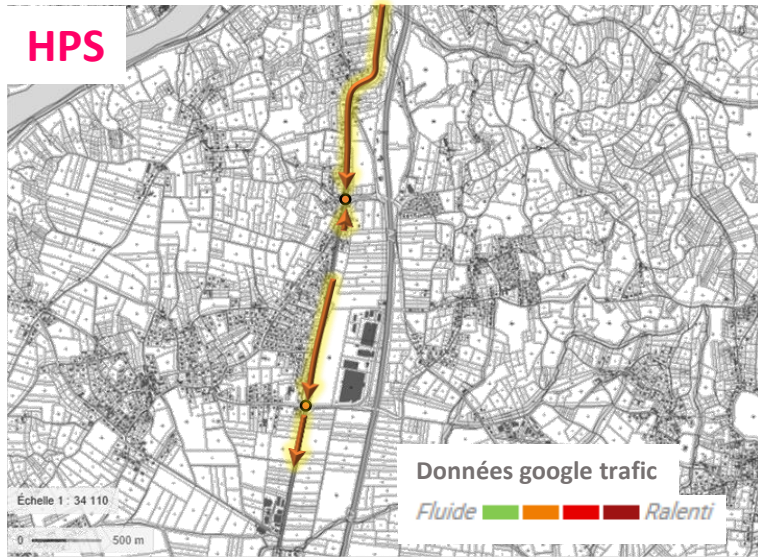 HPS
Données google trafic
Fluide Ralenti
Échelle 1 : 34 110
0 500 m